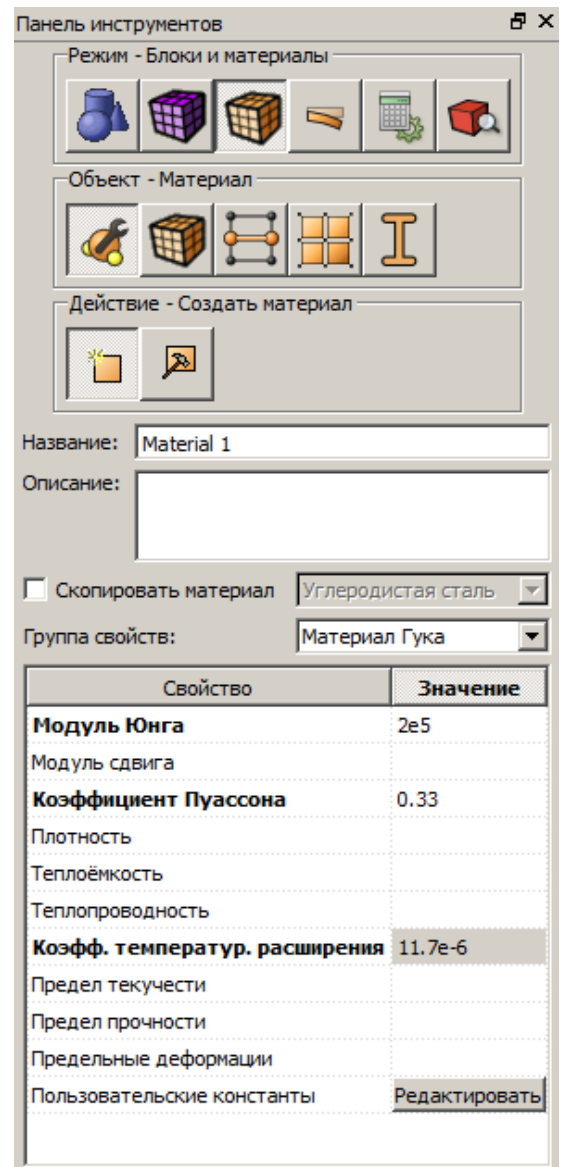 Панель инструментов
Режим - Блоки и материалы
Объект - Материал
Действие - Создать материал
Название: Material 1
Описание:
Скопировать материал Углеродистая сталь
Группа свойств: Материал Гука
Свойство Значение
Модуль Юнга 2e5
Модуль сдвига
Коэффициент Пуассона 0.33
Плотность
Теплоёмкость
Теплопроводность
Коэфф. температур. расширения 11.7e-6
Предел текучести
Предел прочности
Предельные деформации
Пользовательские константы Редактировать